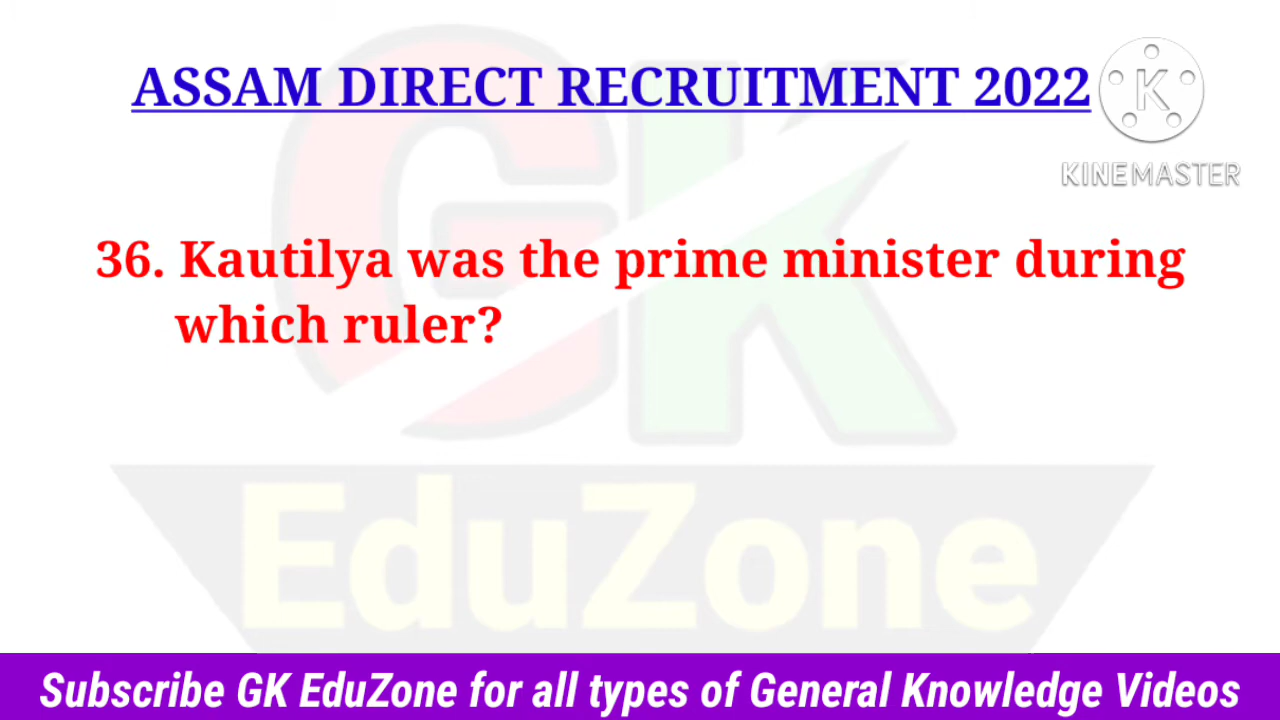 ASSAM DIRECT RECRUITMENT 2022
K
KINEMASTER
36. Kautilya was the prime minister during
which ruler?
GK
EduZone
Subscribe GK EduZone for all types of General Knowledge Videos